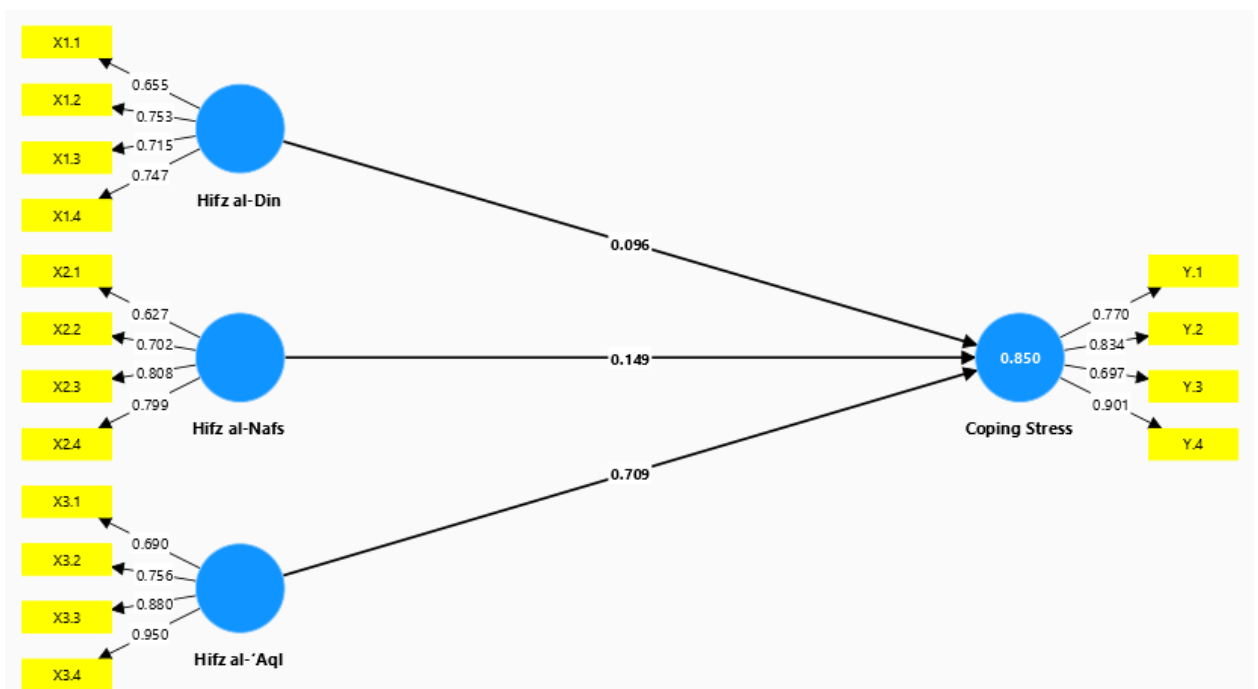 X1.1
0.655
X1.2
0.753
X1.3
0.715
0.747
X1.4
Hifz al-Din
0.096
X2.1
0.627
X2.2
0.702
X2.3
0.808
0.799
X2.4
Hifz al-Nafs
0.149
X3.1
0.690
X3.2
0.756
X3.3
0.880
0.950
X3.4
Hifz al-‘Aql
0.709
0.850
Coping Stress
Y.1
0.770
Y.2
0.834
Y.3
0.697
0.901
Y.4